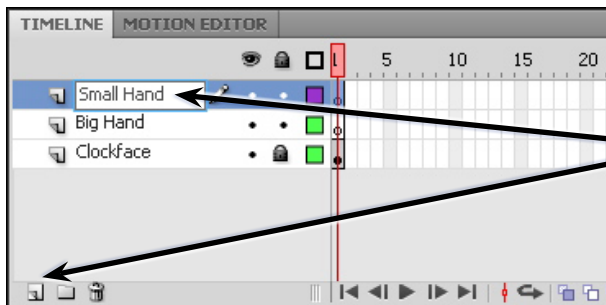 TIMELINE MOTION EDITOR
1 5 10 15 20
Small Hand
Big Hand
Clockface